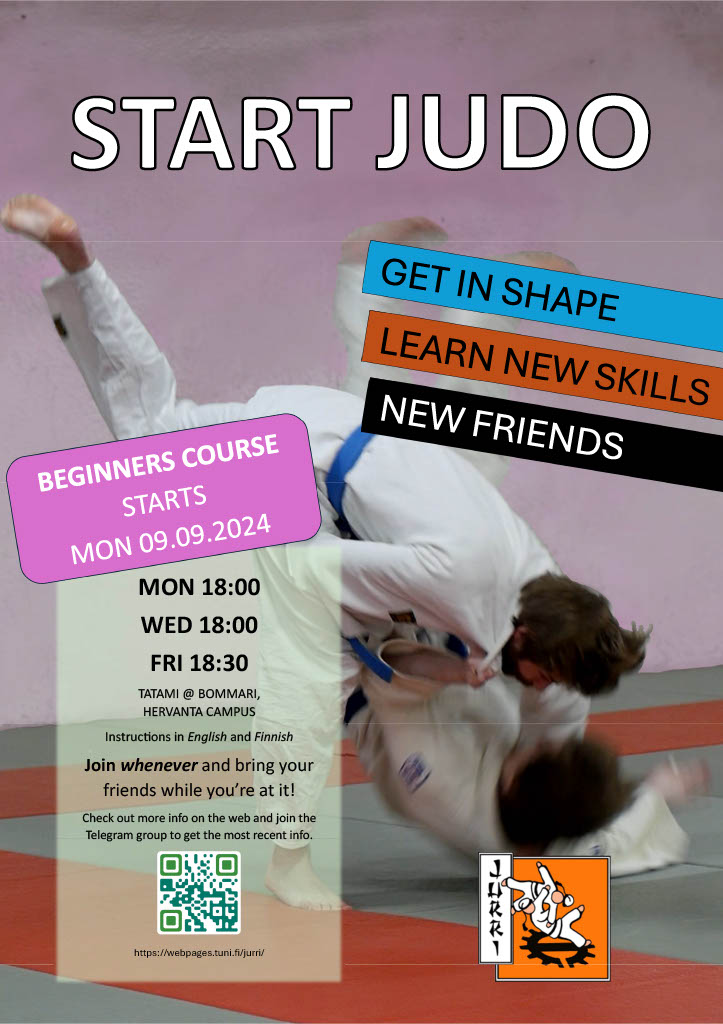 START JUDO
GET IN SHAPE
LEARN NEW SKILLS
NEW FRIENDS
BEGINNERS COURSE
STARTS
MON 09.09.2024
MON 18:00
WED 18:00
FRI 18:30
TATAMI @ BOMMARI,
HERVANTA CAMPUS
Instructions in English and Finnish
Join whenever and bring your
friends while you're at it!
Check out more info on the web and join the
Telegram group to get the most recent info.
https://webpages.tuni.fi/jurri/
JURRI